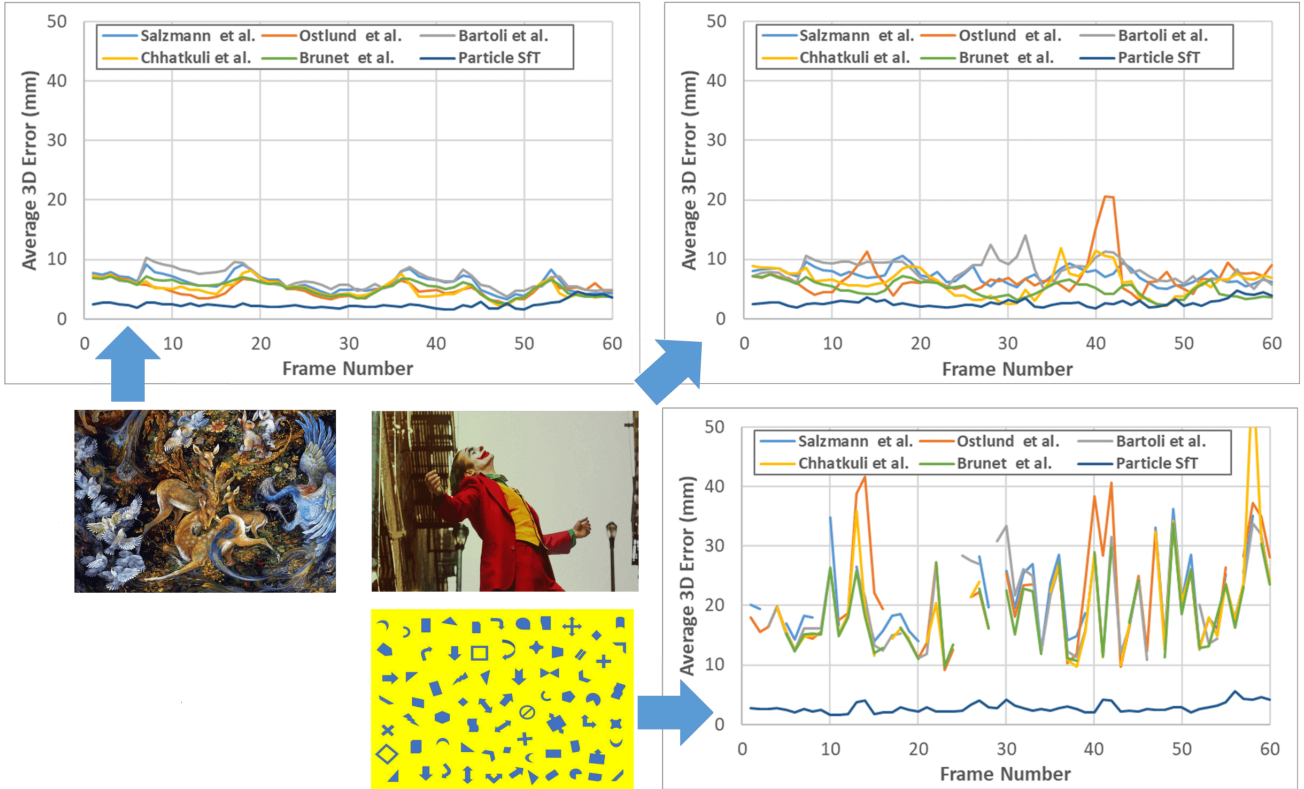 50
40
30
20
10
0
Average 3D Error (mm)
Salzmann et al.
Ostlund et al.
Bartoli et al.
Chhatkuli et al.
Brunet et al.
Particle SfT
0 10 20 30 40 50 60
Frame Number
50
40
30
20
10
0
Average 3D Error (mm)
Salzmann et al.
Ostlund et al.
Bartoli et al.
Chhatkuli et al.
Brunet et al.
Particle SfT
0 10 20 30 40 50 60
Frame Number
50
40
30
20
10
0
Average 3D Error (mm)
Salzmann et al.
Ostlund et al.
Bartoli et al.
Chhatkuli et al.
Brunet et al.
Particle SfT
0 10 20 30 40 50 60
Frame Number